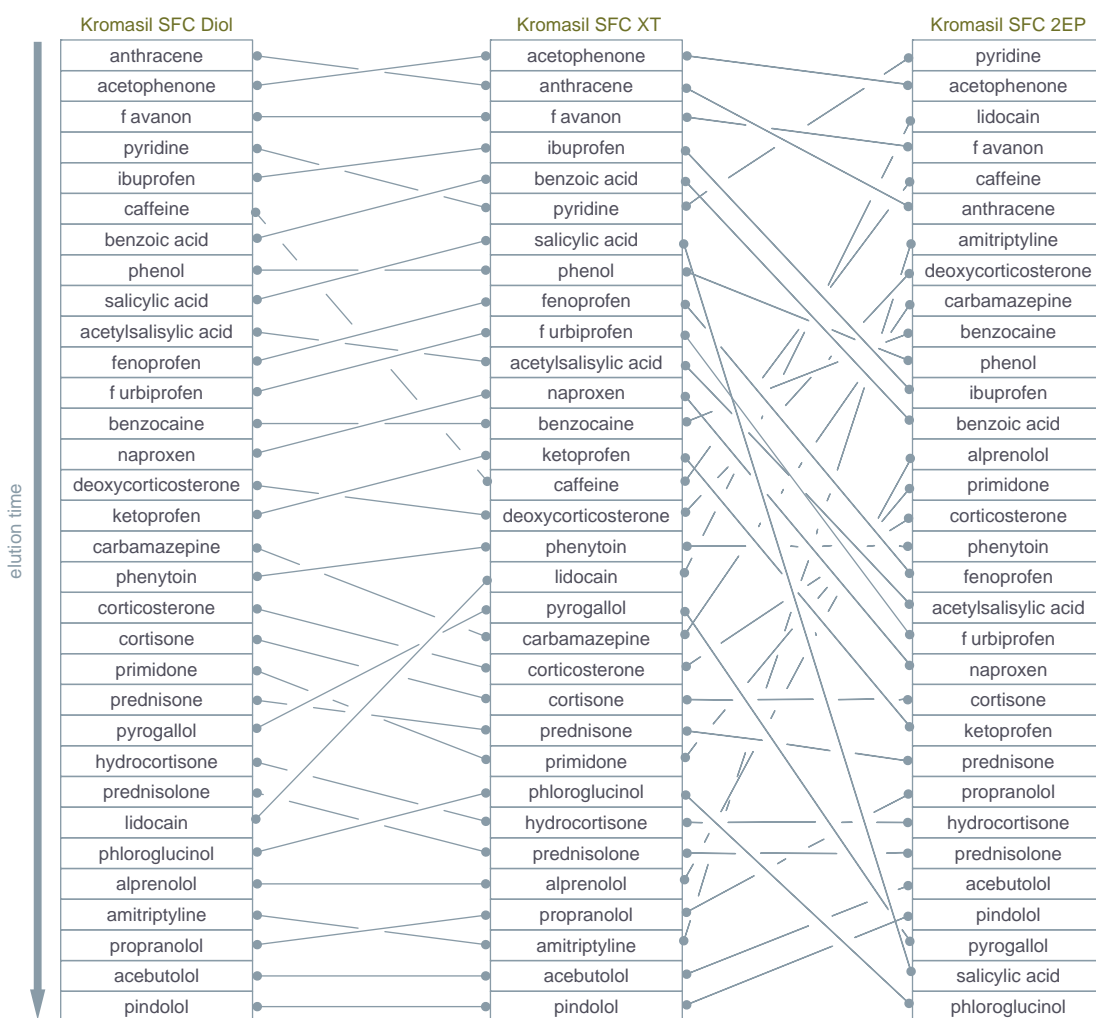 Kromasil SFC Diol
anthracene
acetophenone
f avanon
pyridine
ibuprofen
caffeine
benzoic acid
phenol
salicylic acid
acetylsalisylic acid
fenoprofen
f urbiprofen
benzocaine
naproxen
deoxycorticosterone
ketoprofen
carbamazepine
phenytoin
corticosterone
cortisone
primidone
prednisone
pyrogallol
hydrocortisone
prednisolone
lidocain
phloroglucinol
alprenolol
amitriptyline
propranolol
acebutolol
pindolol
Kromasil SFC XT
acetophenone
anthracene
f avanon
ibuprofen
benzoic acid
pyridine
salicylic acid
phenol
fenoprofen
f urbiprofen
acetylsalisylic acid
naproxen
benzocaine
ketoprofen
caffeine
deoxycorticosterone
phenytoin
lidocain
pyrogallol
carbamazepine
corticosterone
cortisone
prednisone
primidone
phloroglucinol
hydrocortisone
prednisolone
alprenolol
propranolol
amitriptyline
acebutolol
pindolol
Kromasil SFC 2EP
pyridine
acetophenone
lidocain
f avanon
caffeine
anthracene
amitriptyline
deoxycorticosterone
carbamazepine
benzocaine
phenol
ibuprofen
benzoic acid
alprenolol
primidone
corticosterone
phenytoin
fenoprofen
acetylsalisylic acid
f urbiprofen
naproxen
cortisone
ketoprofen
prednisone
propranolol
hydrocortisone
prednisolone
acebutolol
pindolol
pyrogallol
salicylic acid
phloroglucinol
elution time